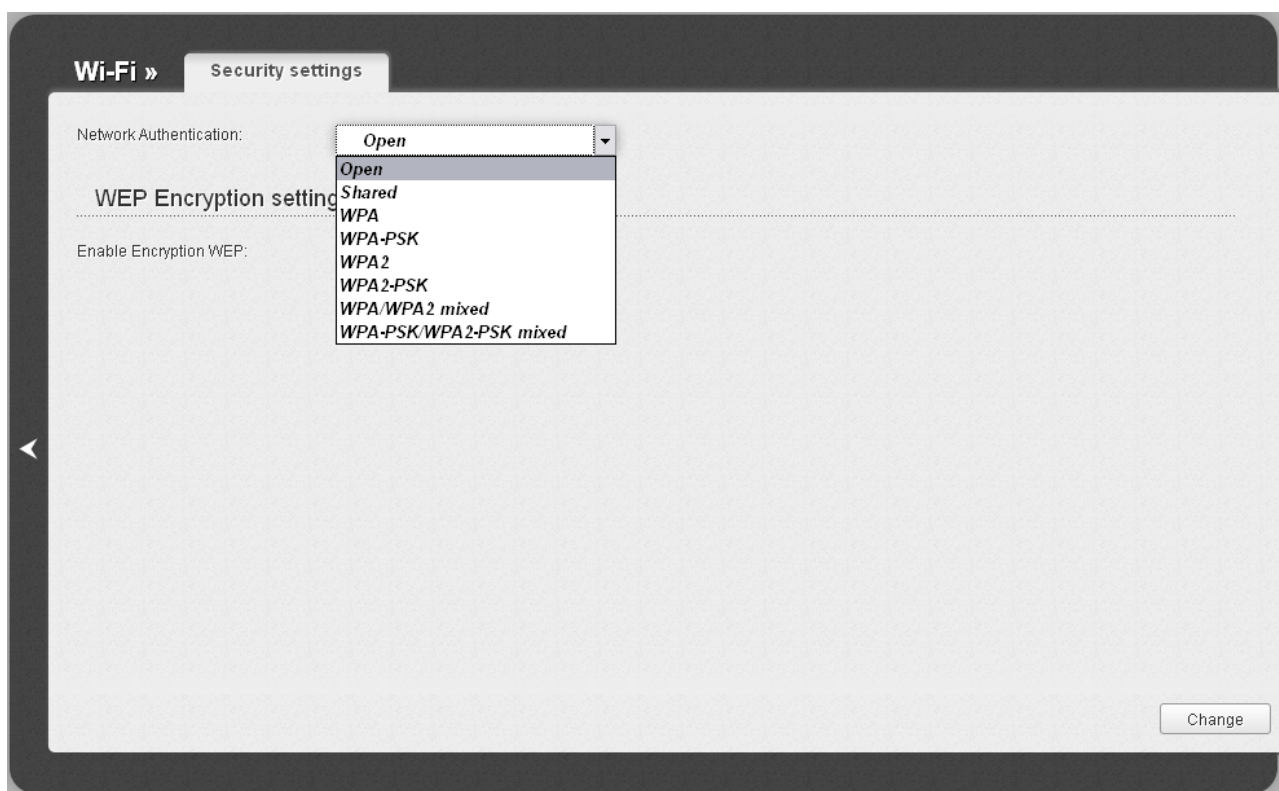 Wi-Fi » Security settings
Network Authentication: Open
Open
WEP Encryption setting
Shared
WPA
WPA-PSK
Enable Encryption WEP:
WPA2
WPA2-PSK
WPA/WPA2 mixed
WPA-PSK/WPA2-PSK mixed
Change